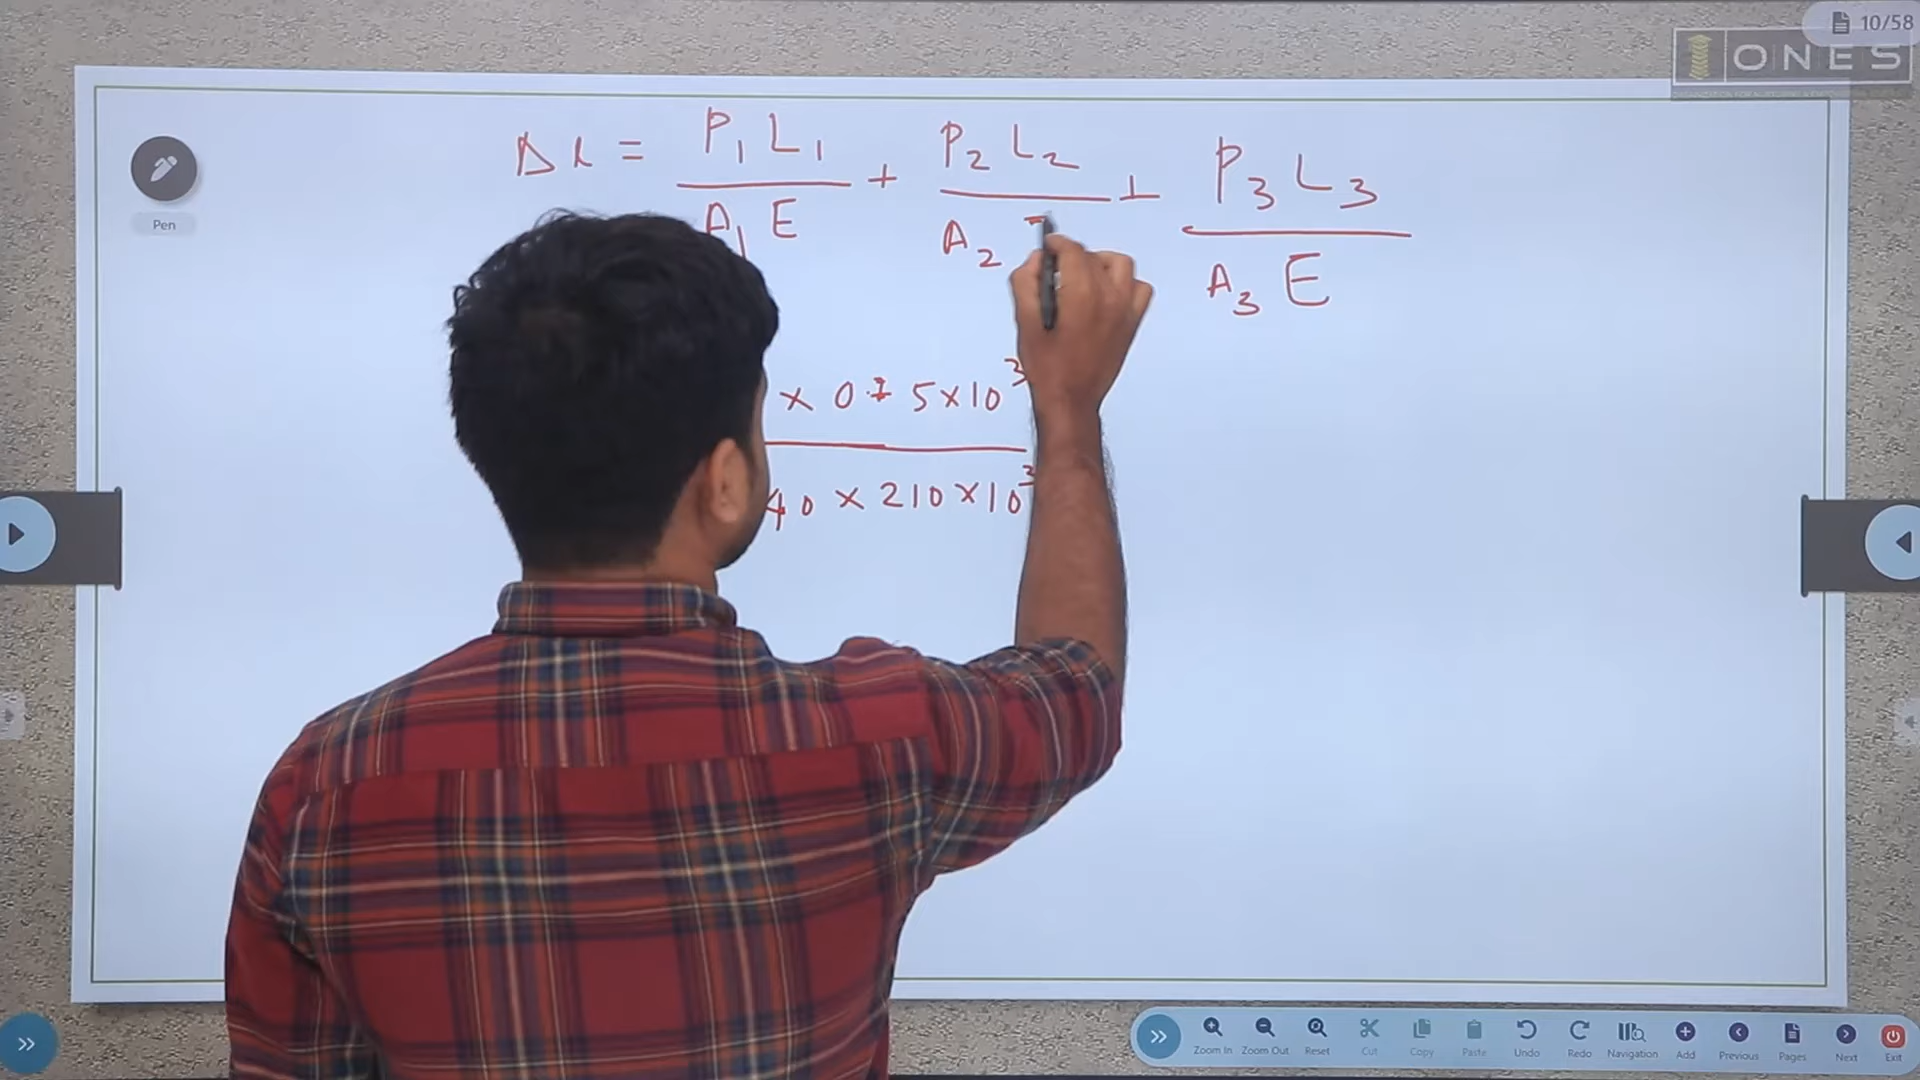 10/58
ONES
Pen
Δl = P₁L₁ / A₁E + P₂L₂ / A₂ + P₃L₃ / A₃E
× 0.75×10³
40 × 210×10³
Zoom In Zoom Out Reset Cut Copy Paste Undo Redo Navigation Add Previous Pages Next Exit